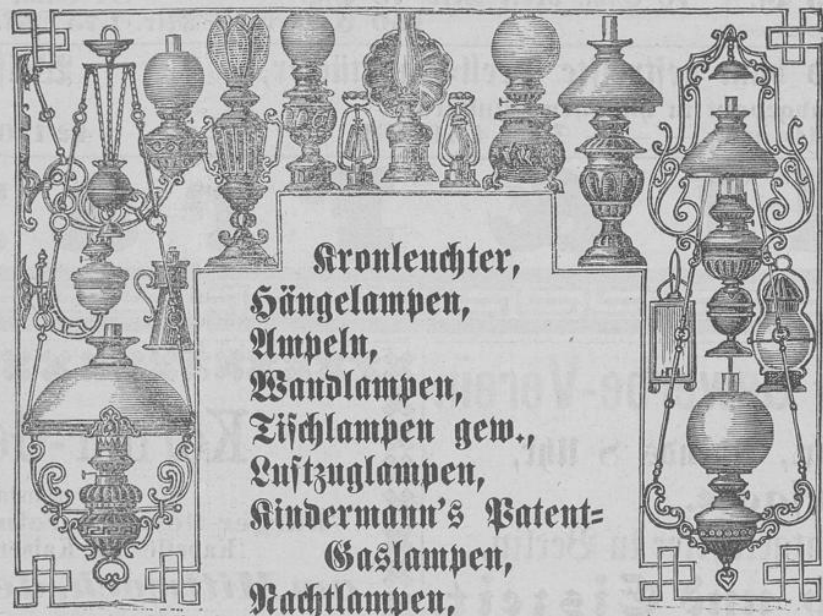 Kronleuchter,
Hängelampen,
Ampeln,
Wandlampen,
Tischlampen gew.,
Luftzuglampen,
Kindermann's Patent-
Gaslampen,
Nachtlampen,